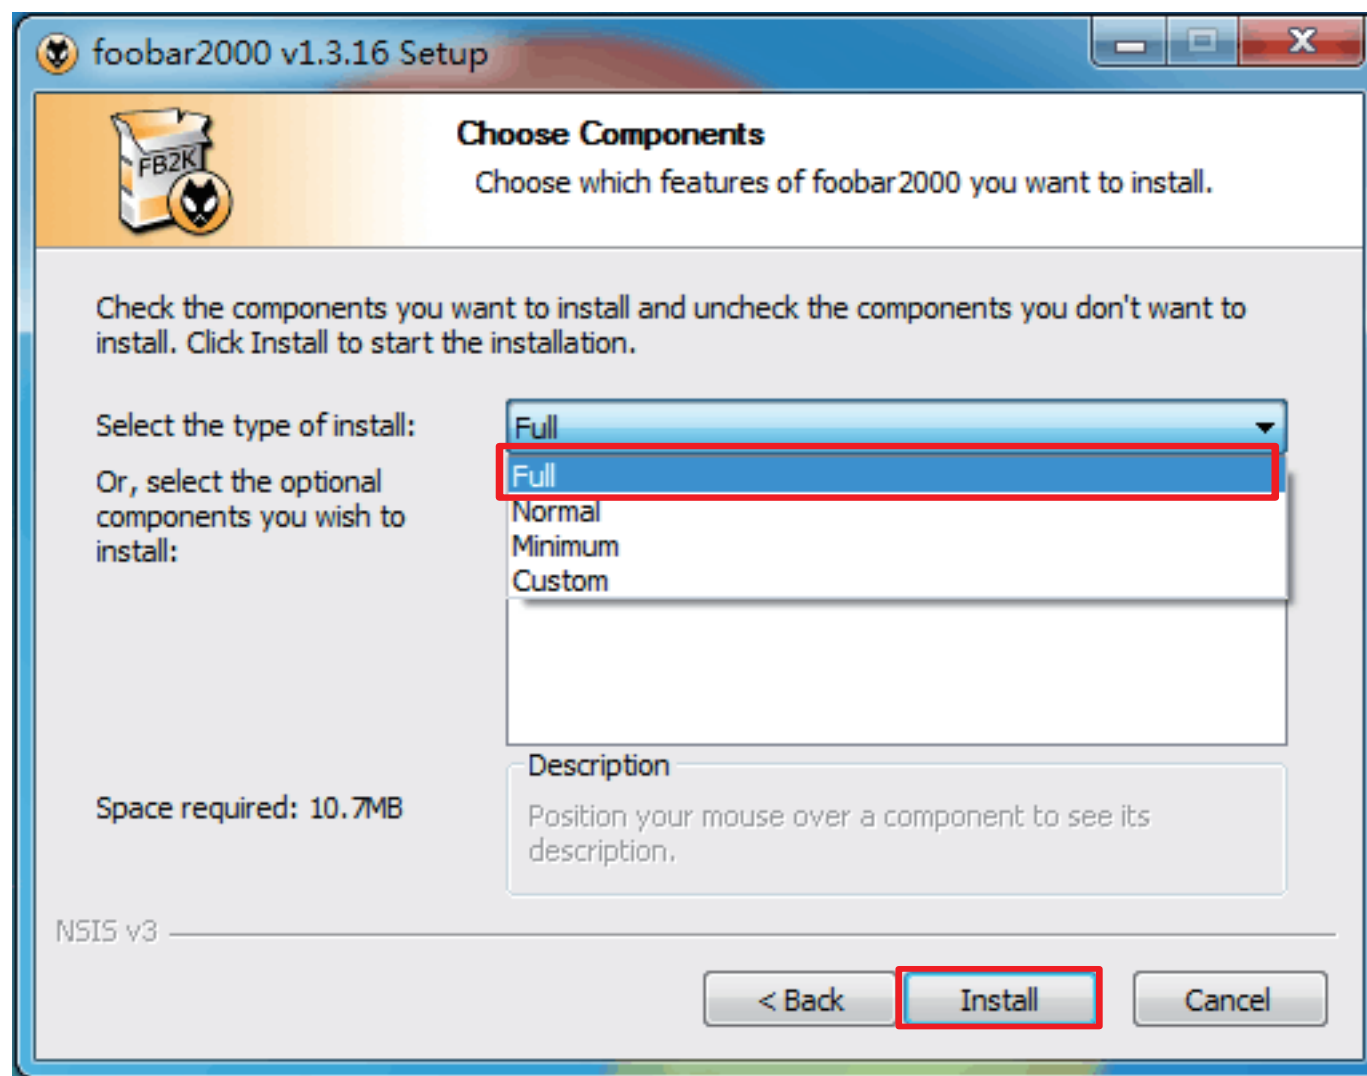 foobar2000 v1.3.16 Setup
FB2K
Choose Components
Choose which features of foobar2000 you want to install.
Check the components you want to install and uncheck the components you don't want to
install. Click Install to start the installation.
Select the type of install:
Full
Full
Normal
Minimum
Custom
Or, select the optional
components you wish to
install:
Description
Position your mouse over a component to see its
description.
Space required: 10.7MB
NSIS v3
< Back
Install
Cancel